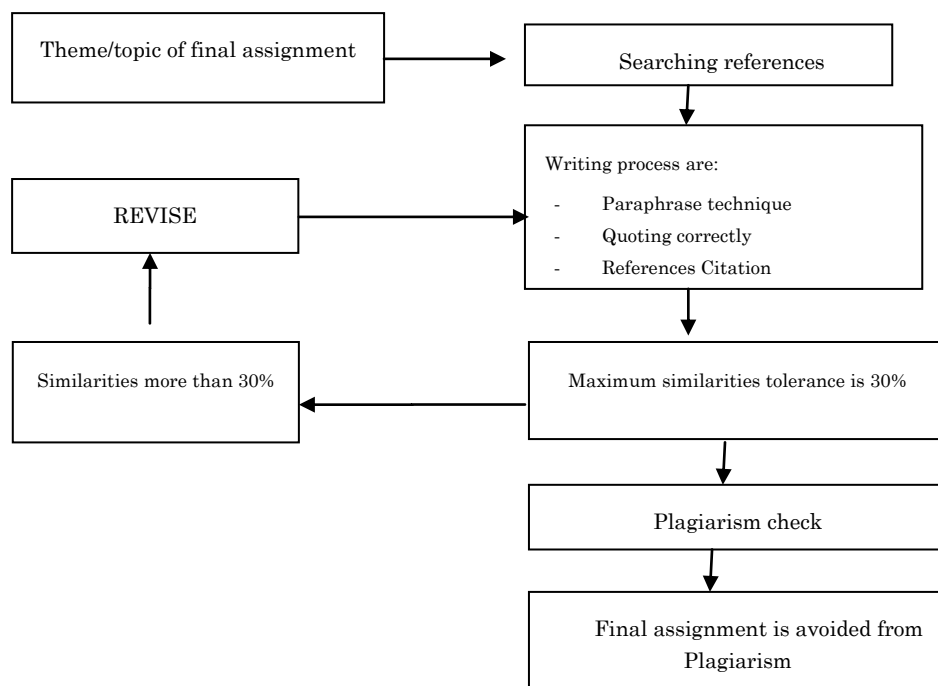 Theme/topic of final assignment
Searching references
Writing process are:
- Paraphrase technique
- Quoting correctly
- References Citation
REVISE
Similarities more than 30%
Maximum similarities tolerance is 30%
Plagiarism check
Final assignment is avoided from
Plagiarism